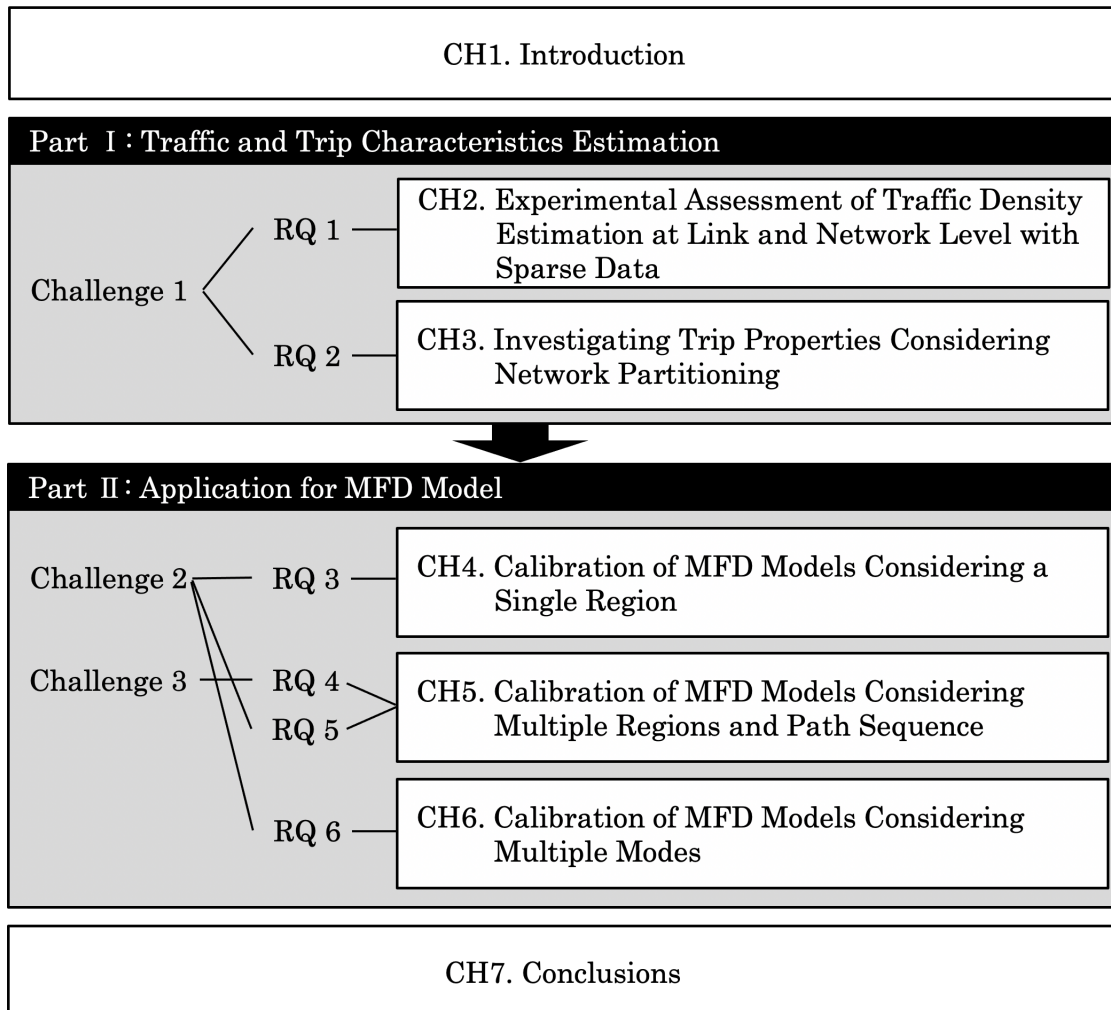 CH1. Introduction
Part Ⅰ: Traffic and Trip Characteristics Estimation
Challenge 1
RQ 1
CH2. Experimental Assessment of Traffic Density
Estimation at Link and Network Level with
Sparse Data
RQ 2
CH3. Investigating Trip Properties Considering
Network Partitioning
Part Ⅱ: Application for MFD Model
Challenge 2
RQ 3
CH4. Calibration of MFD Models Considering a
Single Region
Challenge 3
RQ 4
RQ 5
CH5. Calibration of MFD Models Considering
Multiple Regions and Path Sequence
RQ 6
CH6. Calibration of MFD Models Considering
Multiple Modes
CH7. Conclusions